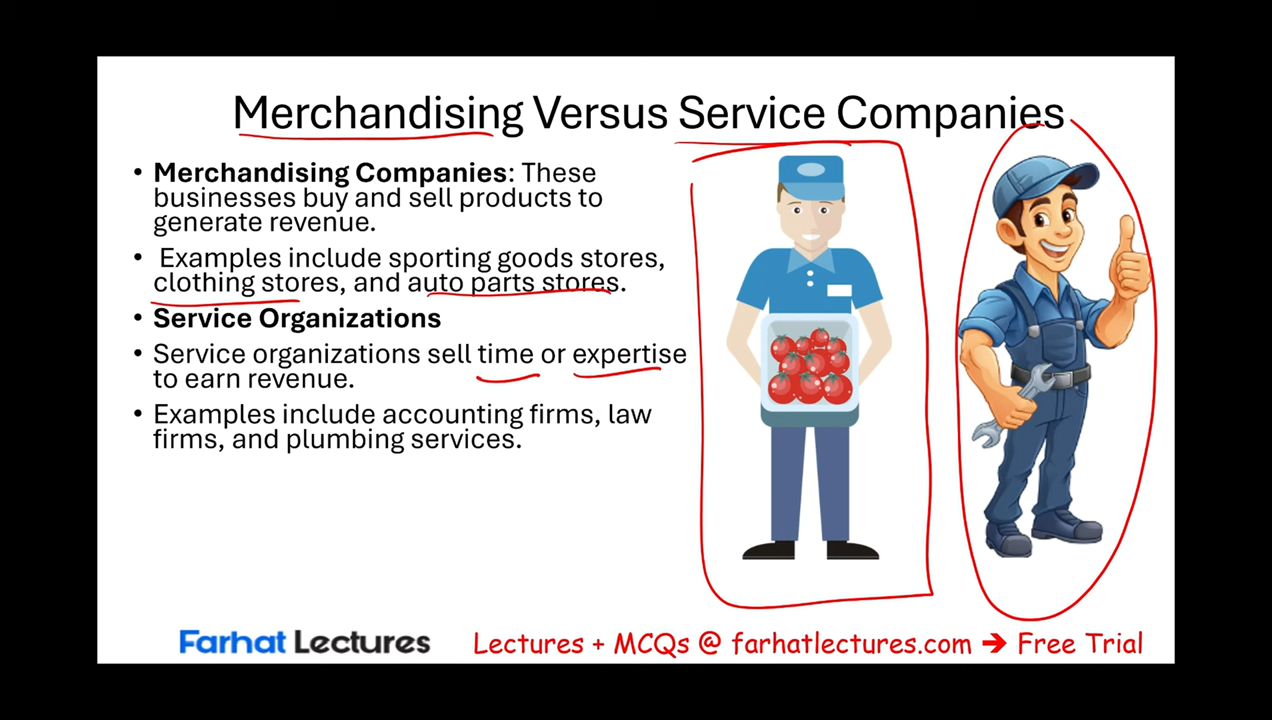 Merchandising Versus Service Companies
• Merchandising Companies: These
businesses buy and sell products to
generate revenue.
• Examples include sporting goods stores,
clothing stores, and auto parts stores.
• Service Organizations
• Service organizations sell time or expertise
to earn revenue.
• Examples include accounting firms, law
firms, and plumbing services.
Farhat Lectures
Lectures + MCQs @ farhatlectures.com ➔ Free Trial